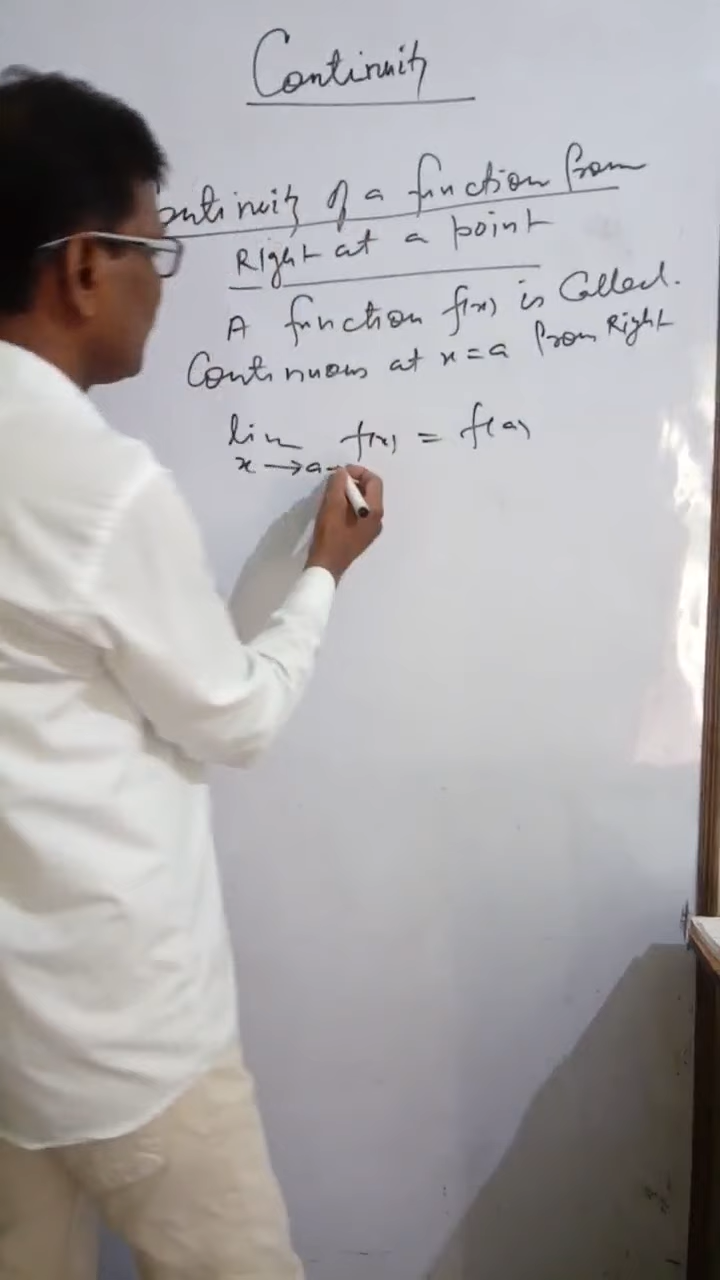 Continuity
ontinuity of a function from
Right at a point
A function f(x) is Called.
Continuous at x = a from Right
lim f(x) = f(a)
x → a